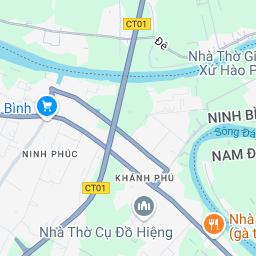 CT01
Đê
Nhà Thờ Gi
Xứ Hào P
Bình
NINH BÌ
Sông Đá
NAM Đ
NINH PHÚC
KHÁNH PHÚ
CT01
Nhà Thờ Cụ Đồ Hiệng
Nhà
(gà t